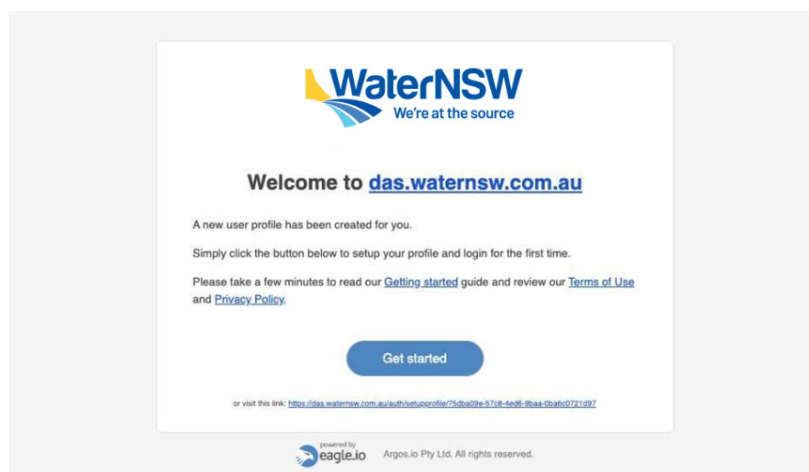 WaterNSW
We're at the source
Welcome to das.waternsw.com.au
A new user profile has been created for you.
Simply click the button below to setup your profile and login for the first time.
Please take a few minutes to read our Getting started guide and review our Terms of Use
and Privacy Policy.
Get started
or visit this link: https://das.waternsw.com.au/auth/setupprofile/75dba09e-57c8-4ed6-9baa-0ba6c0721d97
powered by
eagle.io
Argos.io Pty Ltd. All rights reserved.